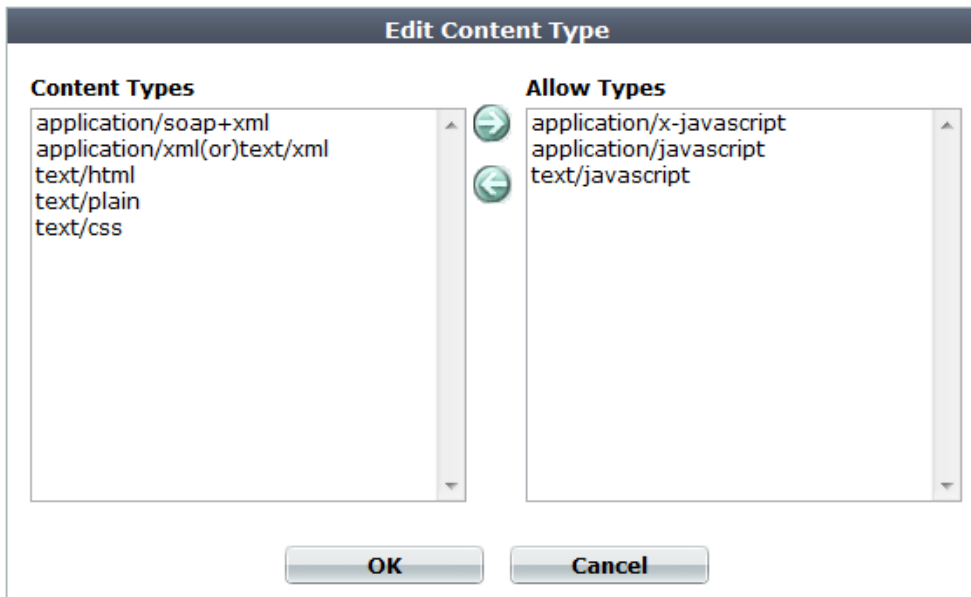 Edit Content Type
Content Types
application/soap+xml
application/xml(or)text/xml
text/html
text/plain
text/css
Allow Types
application/x-javascript
application/javascript
text/javascript
OK
Cancel